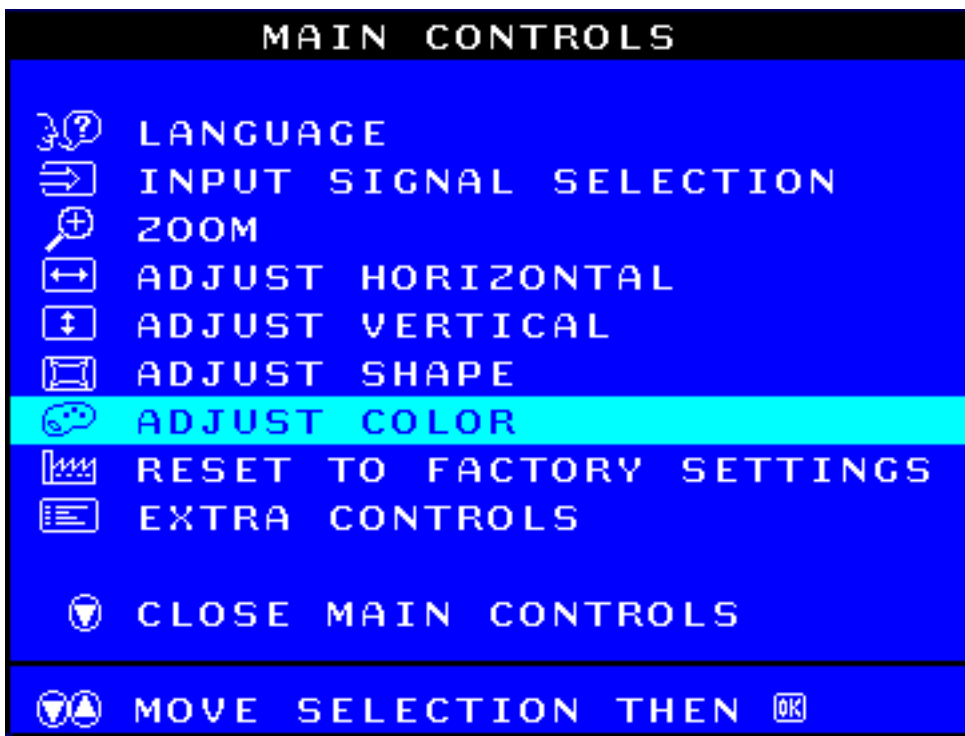 MAIN CONTROLS
LANGUAGE
INPUT SIGNAL SELECTION
ZOOM
ADJUST HORIZONTAL
ADJUST VERTICAL
ADJUST SHAPE
ADJUST COLOR
RESET TO FACTORY SETTINGS
EXTRA CONTROLS
CLOSE MAIN CONTROLS
MOVE SELECTION THEN OK